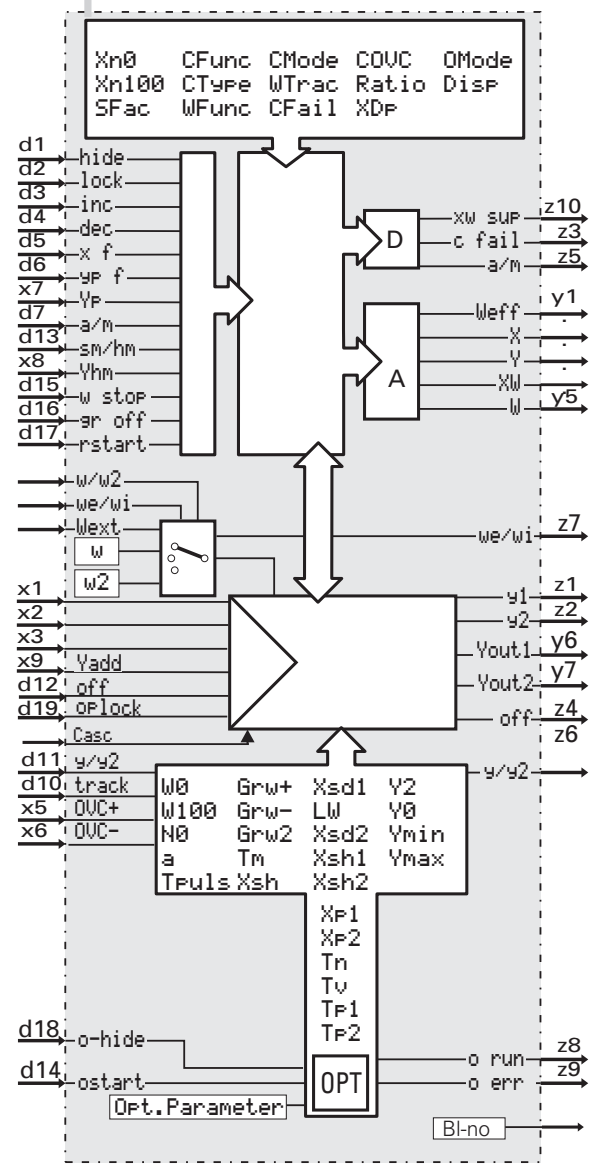 Xn0 CFunc CMode COVC OMode
Xn100 CType WTrac Ratio Disp
SFac WFunc CFail XDp
d1 hide
d2 lock
d3 inc
d4 dec
d5 x f
d6 yp f
x7 Yp
d7 a/m
d13 sm/hm
x8 Yhm
d15 w stop
d16 gr off
d17 rstart
D
xw sup z10
c fail z3
a/m z5
A
Weff y1
X .
Y .
XW .
W y5
w/w2
we/wi
Wext
W
w2
we/wi z7
x1
x2
x3
x9 Yadd
d12 off
d19 oplock
Casc
y1 z1
y2 z2
Yout1 y6
Yout2 y7
off z4
z6
y/y2
d11 y/y2
d10 track
x5 OVC+
x6 OVC-
W0 Grw+ Xsd1 Y2
W100 Grw- LW Y0
N0 Grw2 Xsd2 Ymin
a Tm Xsh1 Ymax
Tpuls Xsh Xsh2
Xp1
Xp2
Tn
Tv
Tp1
Tp2
OPT
d18 o-hide
d14 ostart
Opt.Parameter
o run z8
o err z9
Bl-no